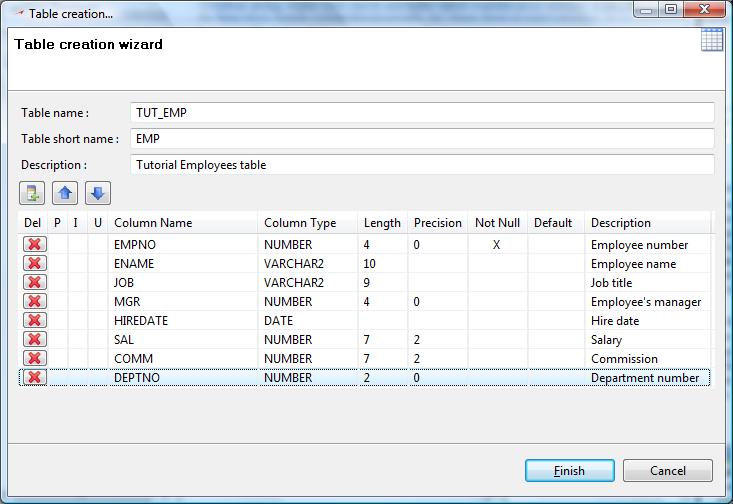 Table creation...
Table creation wizard
Table name : TUT_EMP
Table short name : EMP
Description : Tutorial Employees table
Del P I U Column Name Column Type Length Precision Not Null Default Description
EMPNO NUMBER 4 0 X Employee number
ENAME VARCHAR2 10 Employee name
JOB VARCHAR2 9 Job title
MGR NUMBER 4 0 Employee's manager
HIREDATE DATE Hire date
SAL NUMBER 7 2 Salary
COMM NUMBER 7 2 Commission
DEPTNO NUMBER 2 0 Department number
Finish Cancel